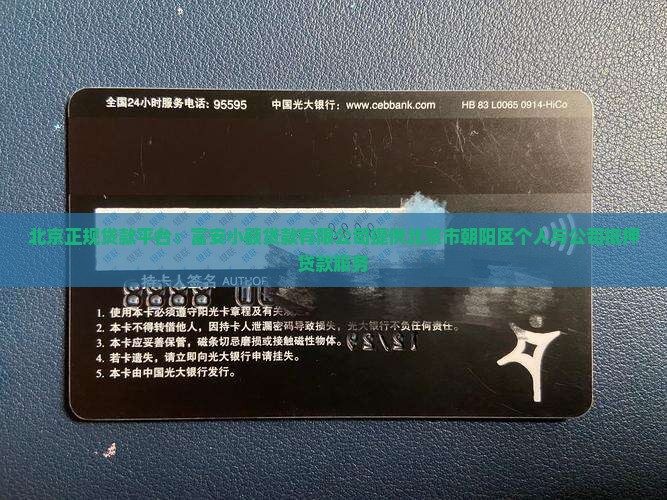 全国24小时服务电话: 95595 中国光大银行: www.cebbank.com HB 83 L0065 0914-HiCo
北京正规贷款平台:富安小额贷款有限公司提供北京市朝阳区个人与公司抵押
贷款服务
持卡人签名 AUTHOR
1. 使用本卡必须遵守阳光卡章程及有关
2. 本卡不得转借他人,因持卡人泄漏密码导致损失,光大银行不负任何责任。
3. 本卡应妥善保管,磁条切忌磨损或接触磁性物体。
4. 若卡遗失,请立即向光大银行申请挂失。
5. 本卡由中国光大银行发行。